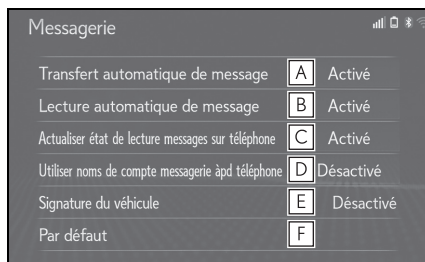 Messagerie
Transfert automatique de message A Activé
Lecture automatique de message B Activé
Actualiser état de lecture messages sur téléphone C Activé
Utiliser noms de compte messagerie àpd téléphone D Désactivé
Signature du véhicule E Désactivé
Par défaut F